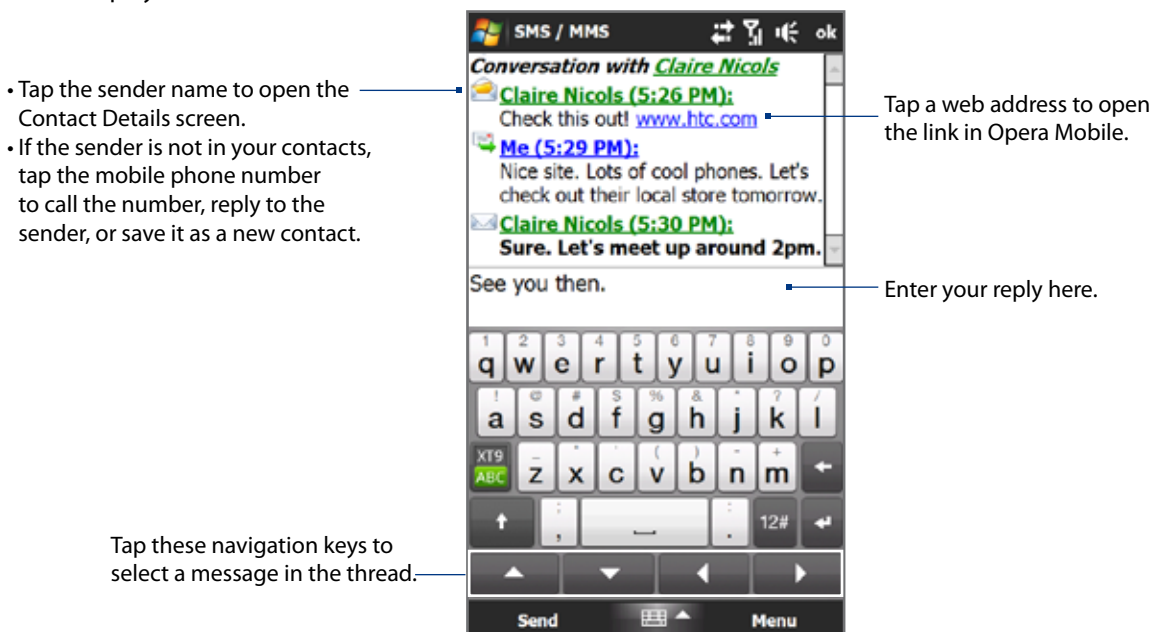 SMS / MMS
ok
Conversation with Claire Nicols
Claire Nicols (5:26 PM):
Check this out! www.htc.com
Me (5:29 PM):
Nice site. Lots of cool phones. Let's
check out their local store tomorrow.
Claire Nicols (5:30 PM):
Sure. Let's meet up around 2pm.
See you then.
• Tap the sender name to open the
Contact Details screen.
• If the sender is not in your contacts,
tap the mobile phone number
to call the number, reply to the
sender, or save it as a new contact.
Tap a web address to open
the link in Opera Mobile.
Enter your reply here.
1 2 3 4 5 6 7 8 9 0
q w e r t y u i o p
! @ # $ % & ? /
a s d f g h j k l
_ ( ) - +
XT9
ABC
z x c v b n m
; :
, . 12#
Tap these navigation keys to
select a message in the thread.
Send Menu